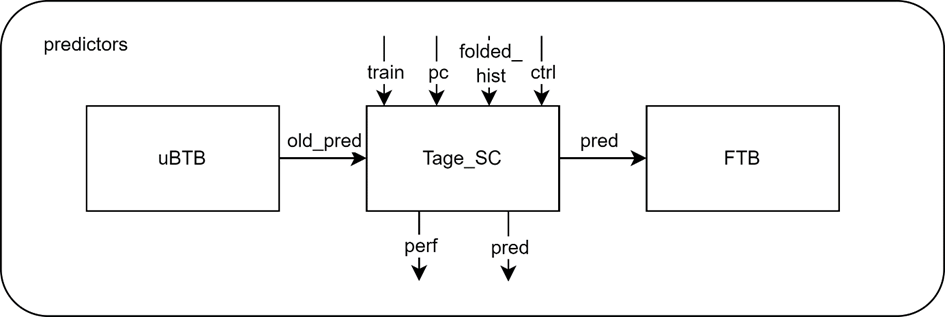 predictors
train
pc
folded_
hist
ctrl
uBTB
old_pred
Tage_SC
pred
FTB
perf
pred